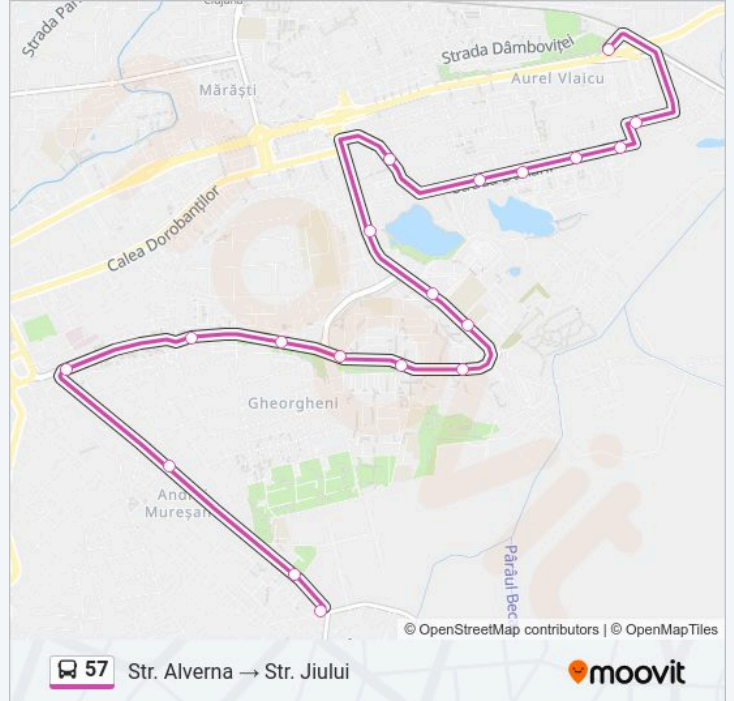 Strada Dâmboviței
Aurel Vlaicu
Mărăști
Calea Dorobanților
Gheorgheni
Mureșan
Pârâul Bec
© OpenStreetMap contributors | © OpenMapTiles
57
Str. Alverna → Str. Jiului
moovit